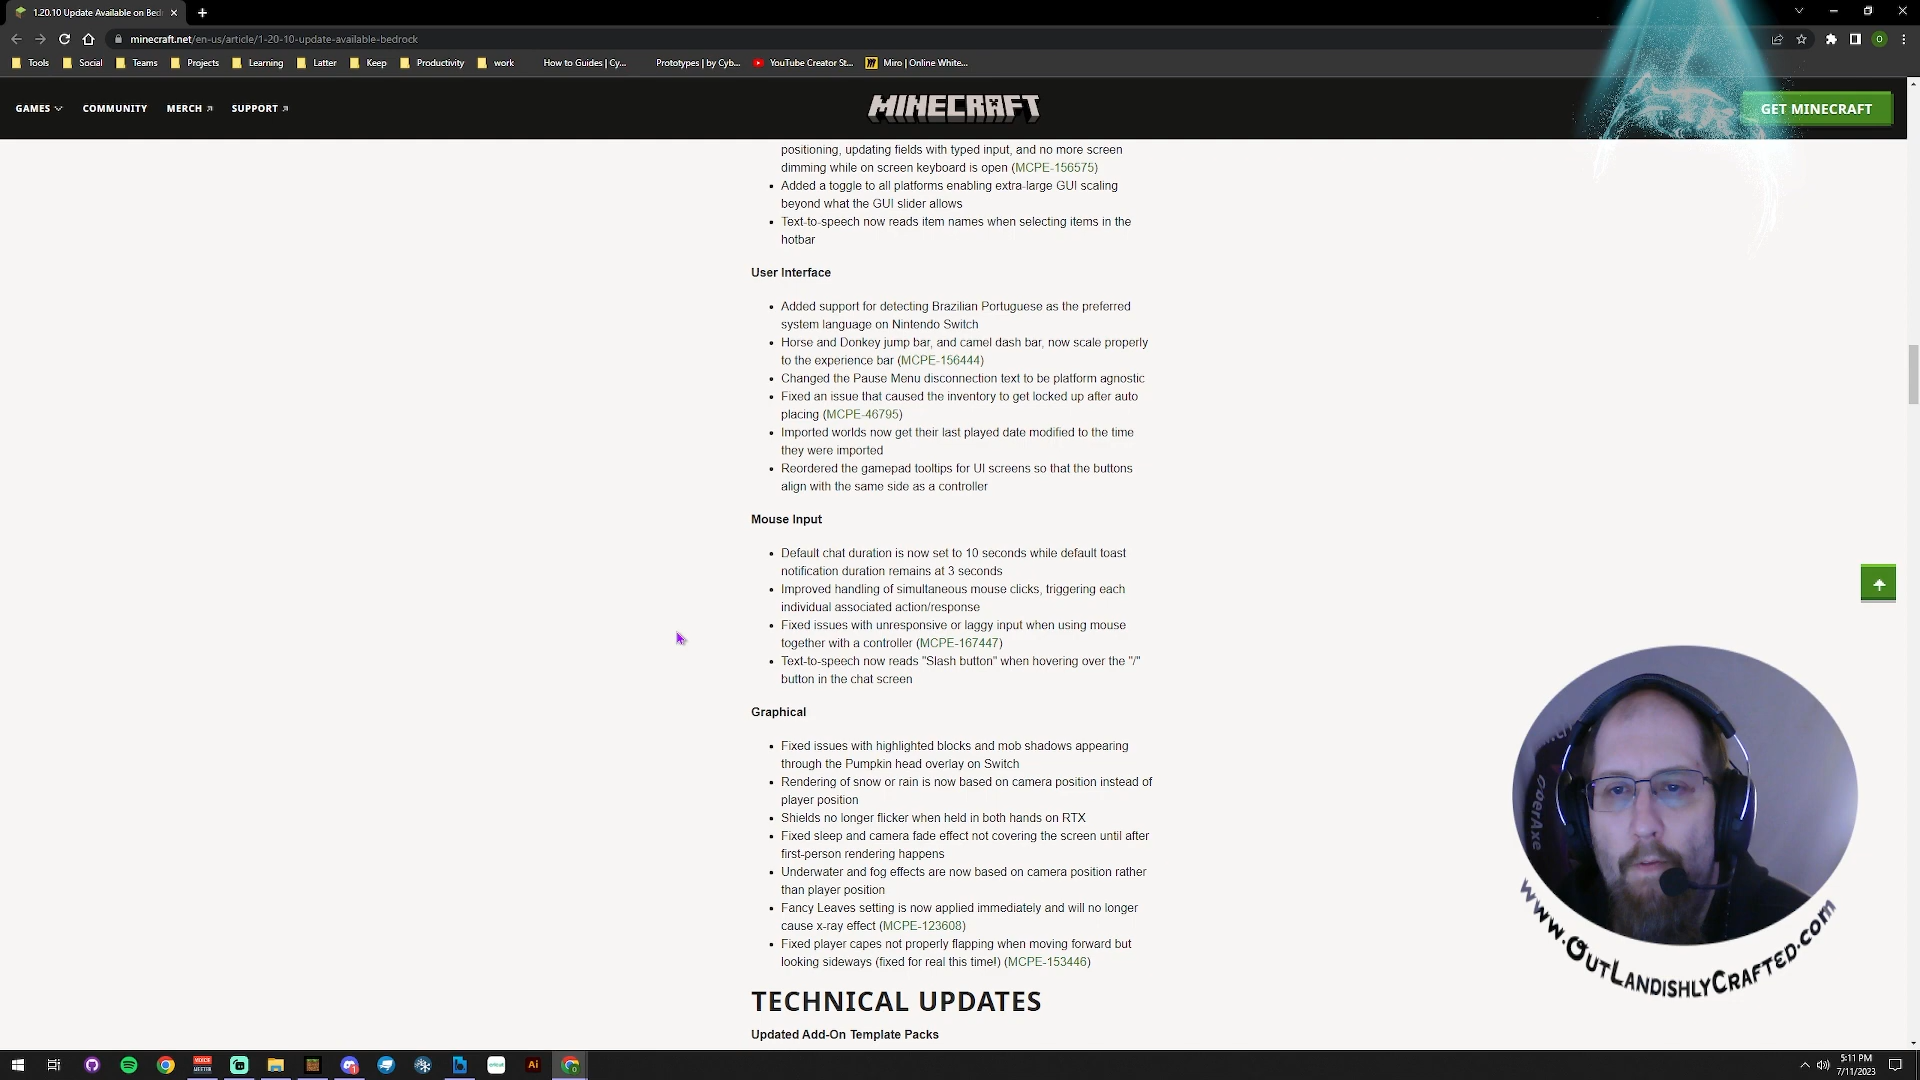 1.20.10 Update Available on Bed
minecraft.net/en-us/article/1-20-10-update-available-bedrock
Tools
Social
Teams
Projects
Learning
Latter
Keep
Productivity
work
How to Guides | Cy...
Prototypes | by Cyb...
YouTube Creator St...
Miro | Online White...
GAMES
COMMUNITY
MERCH
SUPPORT
MINECRAFT
GET MINECRAFT
positioning, updating fields with typed input, and no more screen
dimming while on screen keyboard is open (MCPE-156575)
• Added a toggle to all platforms enabling extra-large GUI scaling
beyond what the GUI slider allows
• Text-to-speech now reads item names when selecting items in the
hotbar
User Interface
• Added support for detecting Brazilian Portuguese as the preferred
system language on Nintendo Switch
• Horse and Donkey jump bar, and camel dash bar, now scale properly
to the experience bar (MCPE-156444)
• Changed the Pause Menu disconnection text to be platform agnostic
• Fixed an issue that caused the inventory to get locked up after auto
placing (MCPE-46795)
• Imported worlds now get their last played date modified to the time
they were imported
• Reordered the gamepad tooltips for UI screens so that the buttons
align with the same side as a controller
Mouse Input
• Default chat duration is now set to 10 seconds while default toast
notification duration remains at 3 seconds
• Improved handling of simultaneous mouse clicks, triggering each
individual associated action/response
• Fixed issues with unresponsive or laggy input when using mouse
together with a controller (MCPE-167447)
• Text-to-speech now reads "Slash button" when hovering over the "/"
button in the chat screen
Graphical
• Fixed issues with highlighted blocks and mob shadows appearing
through the Pumpkin head overlay on Switch
• Rendering of snow or rain is now based on camera position instead of
player position
• Shields no longer flicker when held in both hands on RTX
• Fixed sleep and camera fade effect not covering the screen until after
first-person rendering happens
• Underwater and fog effects are now based on camera position rather
than player position
• Fancy Leaves setting is now applied immediately and will no longer
cause x-ray effect (MCPE-123608)
• Fixed player capes not properly flapping when moving forward but
looking sideways (fixed for real this time!) (MCPE-153446)
TECHNICAL UPDATES
Updated Add-On Template Packs
www.OutLandishlyCrafted.com
Ai
5:11 PM
7/11/2023